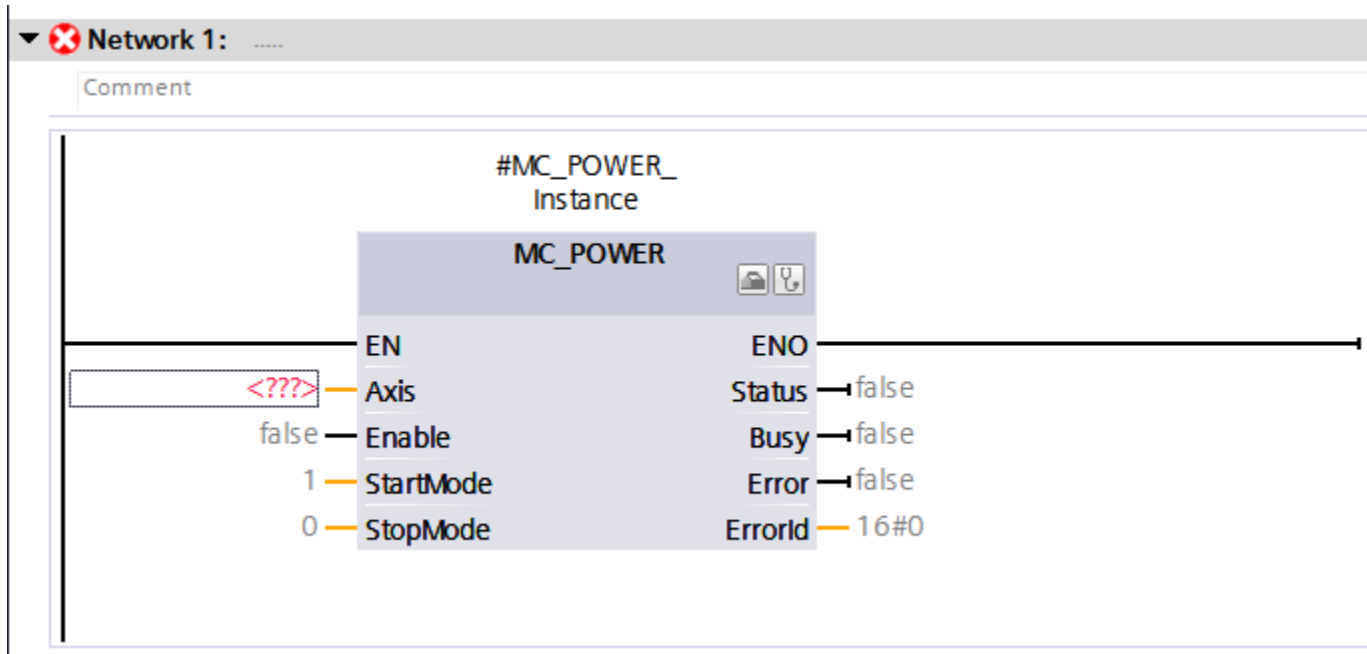 Network 1: .....
Comment
#MC_POWER_
Instance
MC_POWER
EN ENO
<???> Axis Status false
false Enable Busy false
1 StartMode Error false
0 StopMode ErrorId 16#0